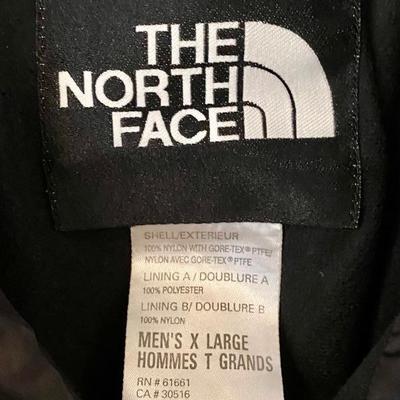 THE
NORTH
FACE
SHELL/EXTERIEUR
100% NYLON WITH GORE-TEX® PTFE/
NYLON AVEC GORE-TEX® PTFE
LINING A / DOUBLURE A
100% POLYESTER
LINING B/ DOUBLURE B
100% NYLON
MEN'S X LARGE
HOMMES T GRANDS
RN # 61661
CA # 30516